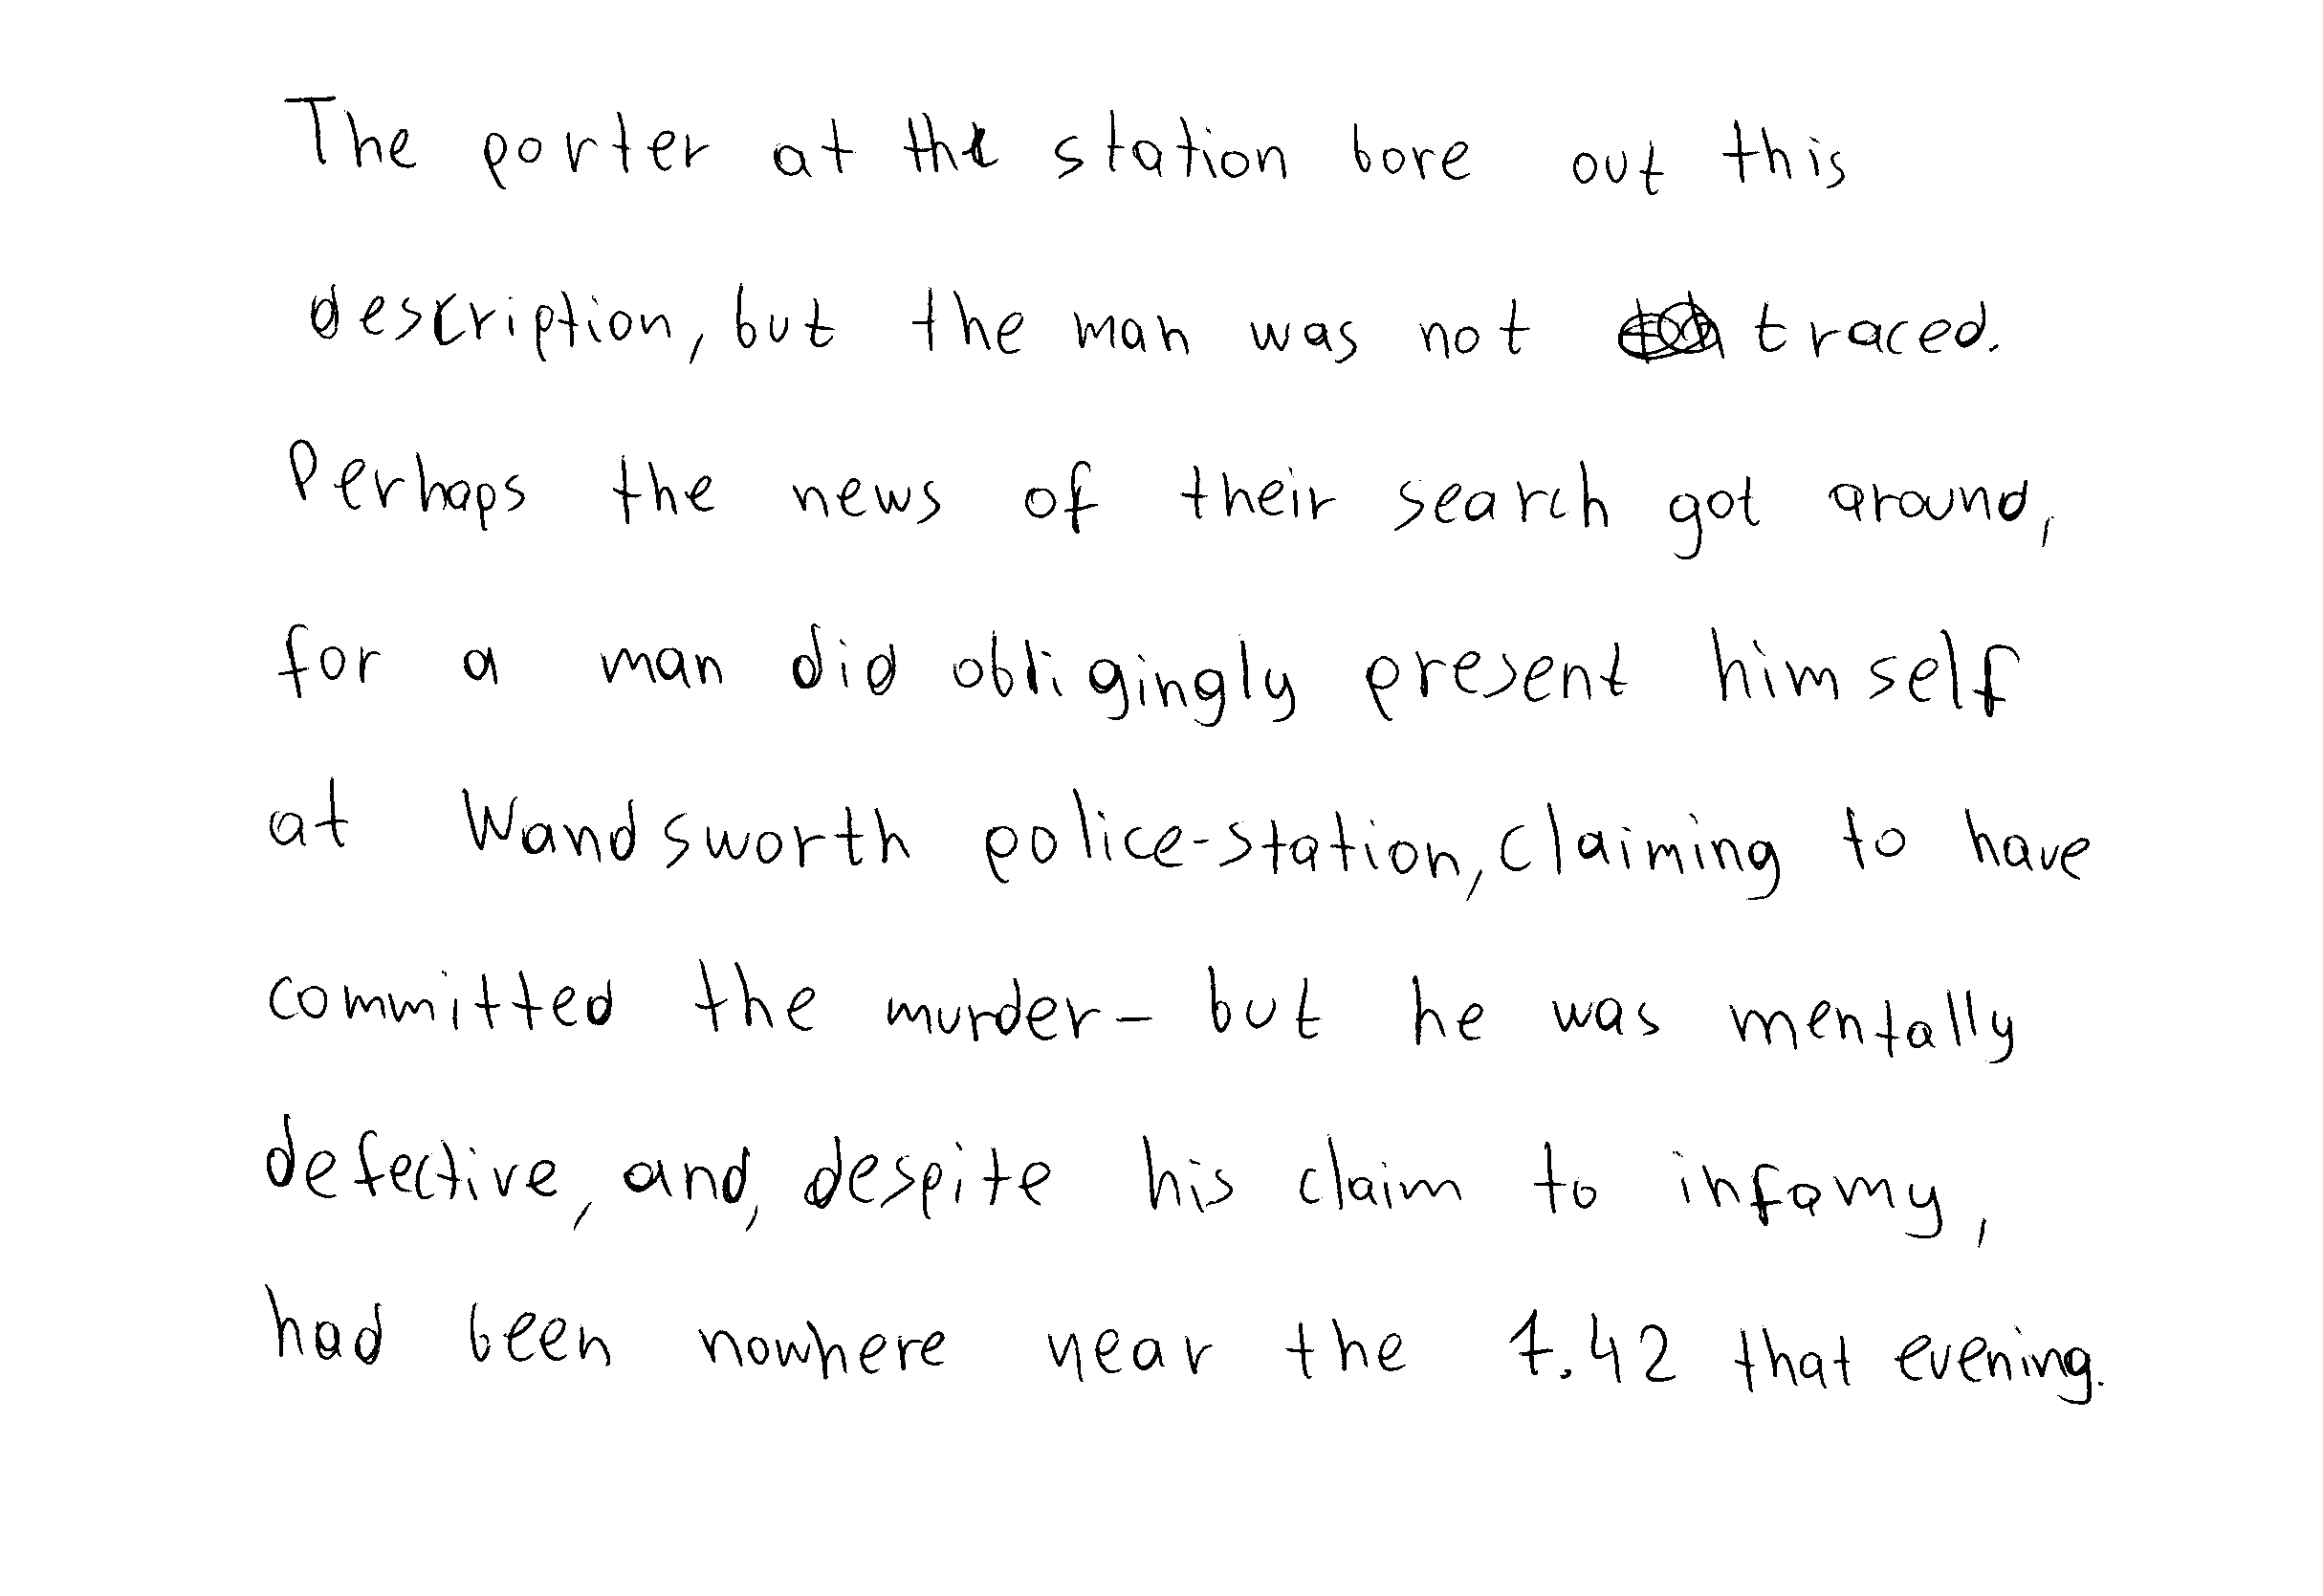 The porter at the station bore out this
description, but the man was not traced.
Perhaps the news of their search got around,
for a man did obligingly present himself
at Wandsworth police-station, claiming to have
committed the murder - but he was mentally
defective, and, despite his claim to infamy,
had been nowhere near the 7.42 that evening.